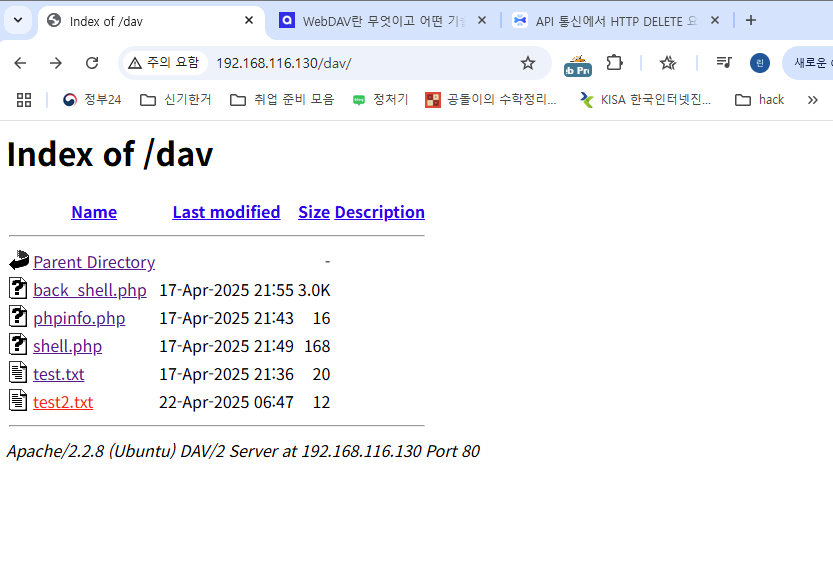 Index of /dav
WebDAV란 무엇이고 어떤 기술
API 통신에서 HTTP DELETE 요
주의 요함 192.168.116.130/dav/
b Pr
린
새로운
정부24 신기한거 취업 준비 모음 정처기 공돌이의 수학정리... KISA 한국인터넷진... hack
Index of /dav
Name Last modified Size Description
Parent Directory -
back_shell.php 17-Apr-2025 21:55 3.0K
phpinfo.php 17-Apr-2025 21:43 16
shell.php 17-Apr-2025 21:49 168
test.txt 17-Apr-2025 21:36 20
test2.txt 22-Apr-2025 06:47 12
Apache/2.2.8 (Ubuntu) DAV/2 Server at 192.168.116.130 Port 80